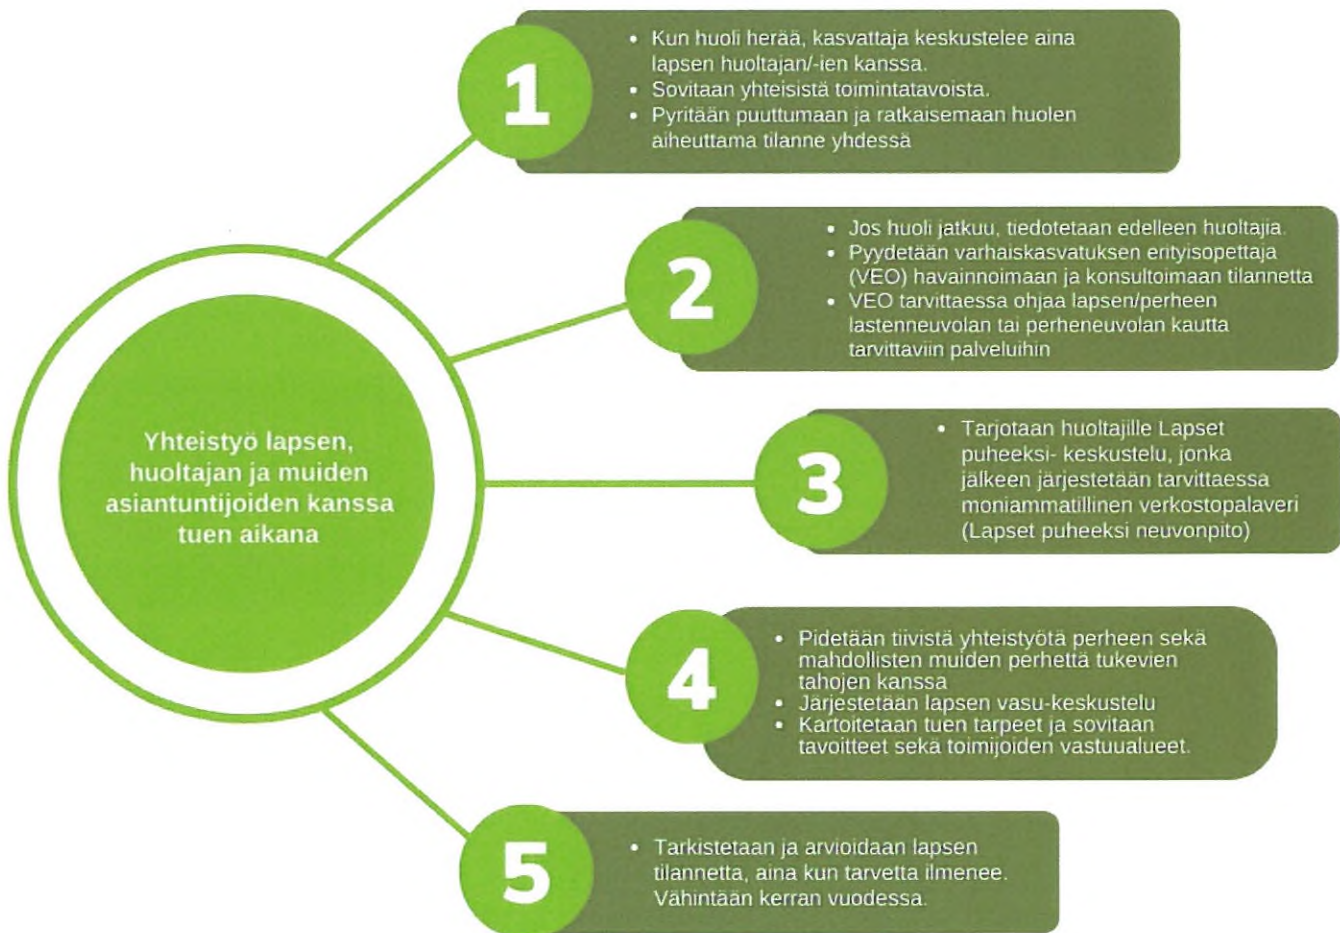 1
• Kun huoli herää, kasvattaja keskustelee aina
lapsen huoltajan/-ien kanssa.
• Sovitaan yhteisistä toimintatavoista.
• Pyritään puuttumaan ja ratkaisemaan huolen
aiheuttama tilanne yhdessä
2
• Jos huoli jatkuu, tiedotetaan edelleen huoltajia.
• Pyydetään varhaiskasvatuksen erityisopettaja
(VEO) havainnoimaan ja konsultoimaan tilannetta
• VEO tarvittaessa ohjaa lapsen/perheen
lastenneuvolan tai perheneuvolan kautta
tarvittaviin palveluihin
Yhteistyö lapsen,
huoltajan ja muiden
asiantuntijoiden kanssa
tuen aikana
3
• Tarjotaan huoltajille Lapset
puheeksi- keskustelu, jonka
jälkeen järjestetään tarvittaessa
moniammatillinen verkostopalaveri
(Lapset puheeksi neuvonpito)
4
• Pidetään tiivistä yhteistyötä perheen sekä
mahdollisten muiden perhettä tukevien
tahojen kanssa
• Järjestetään lapsen vasu-keskustelu
• Kartoitetaan tuen tarpeet ja sovitaan
tavoitteet sekä toimijoiden vastuualueet.
5
• Tarkistetaan ja arvioidaan lapsen
tilannetta, aina kun tarvetta ilmenee.
Vähintään kerran vuodessa.